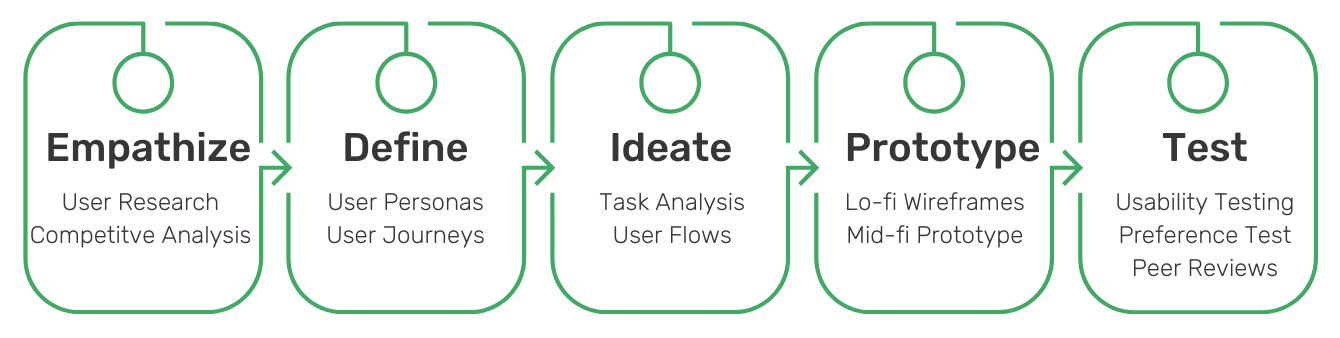 Empathize
User Research
Competitve Analysis
Define
User Personas
User Journeys
Ideate
Task Analysis
User Flows
Prototype
Lo-fi Wireframes
Mid-fi Prototype
Test
Usability Testing
Preference Test
Peer Reviews